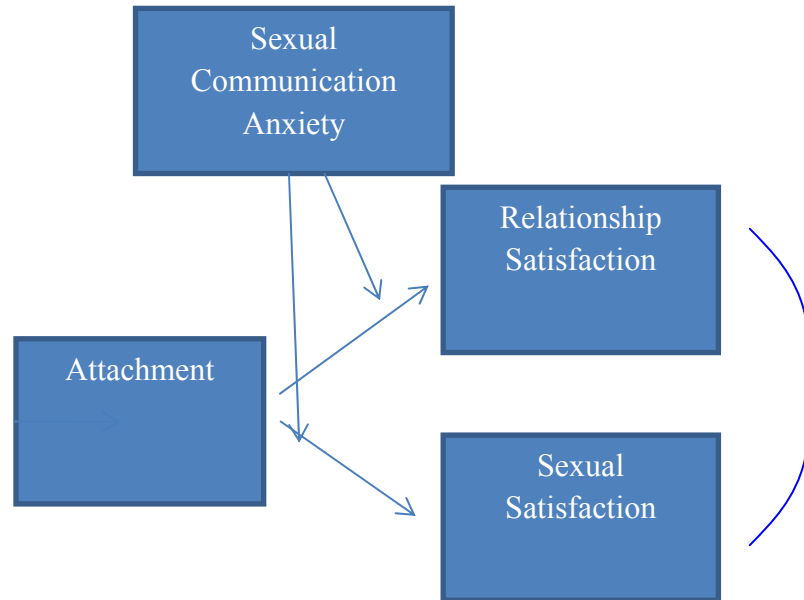 Sexual
Communication
Anxiety
Relationship
Satisfaction
Attachment
Sexual
Satisfaction